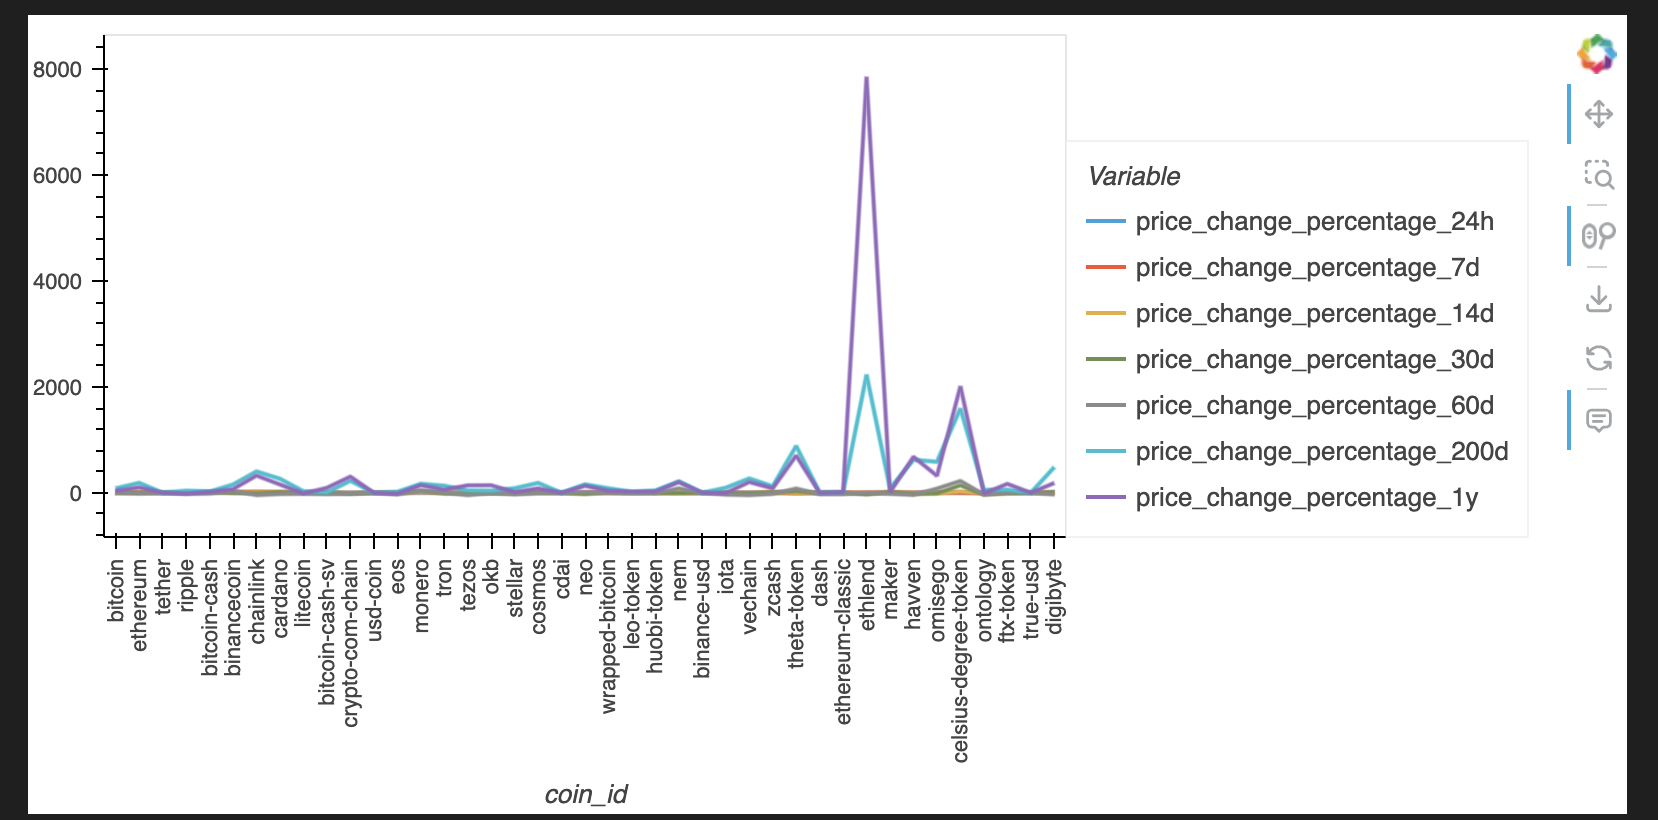 8000
6000
4000
2000
0
Variable
price_change_percentage_24h
price_change_percentage_7d
price_change_percentage_14d
price_change_percentage_30d
price_change_percentage_60d
price_change_percentage_200d
price_change_percentage_1y
bitcoin
ethereum
tether
ripple
bitcoin-cash
binancecoin
chainlink
cardano
litecoin
bitcoin-cash-sv
crypto-com-chain
usd-coin
eos
monero
tron
tezos
okb
stellar
cosmos
cdai
neo
wrapped-bitcoin
leo-token
huobi-token
nem
binance-usd
iota
vechain
zcash
theta-token
dash
ethereum-classic
ethlend
maker
havven
omisego
celsius-degree-token
ontology
ftx-token
true-usd
digibyte
coin_id